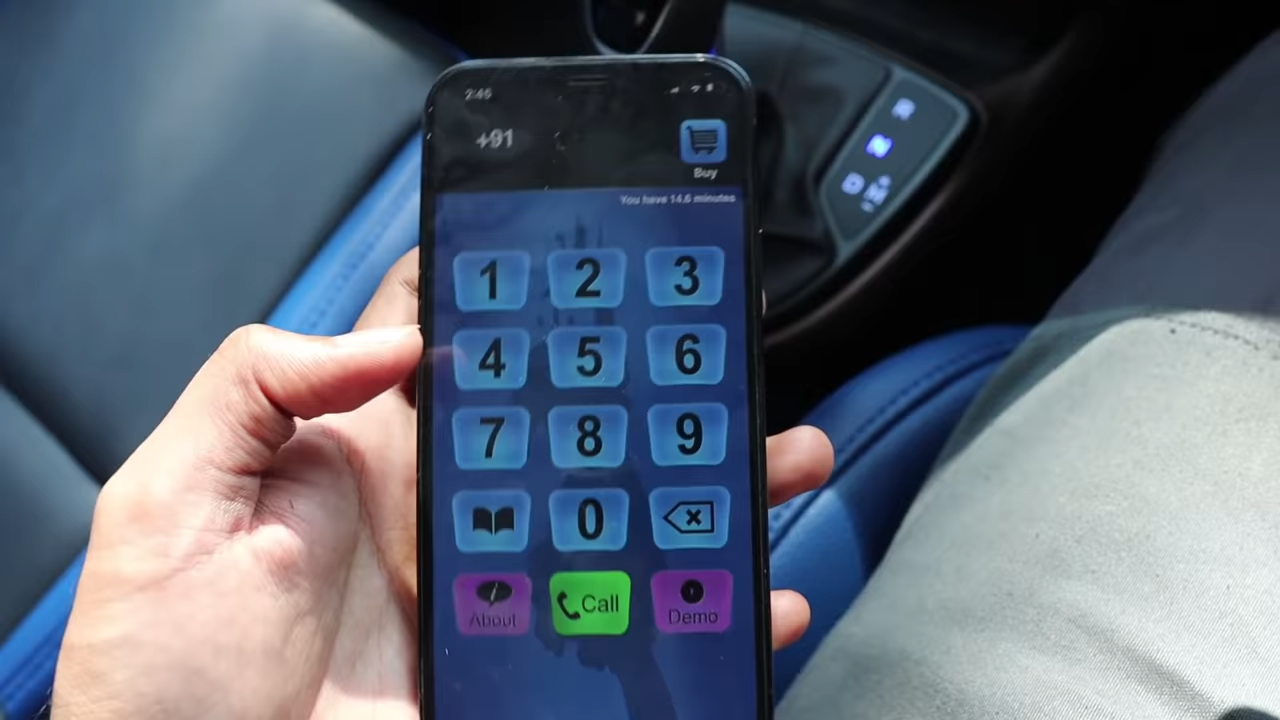 2:46
+91
Buy
You have 14.6 minutes
1 2 3
4 5 6
7 8 9
0
About Call Demo
R
N
D M